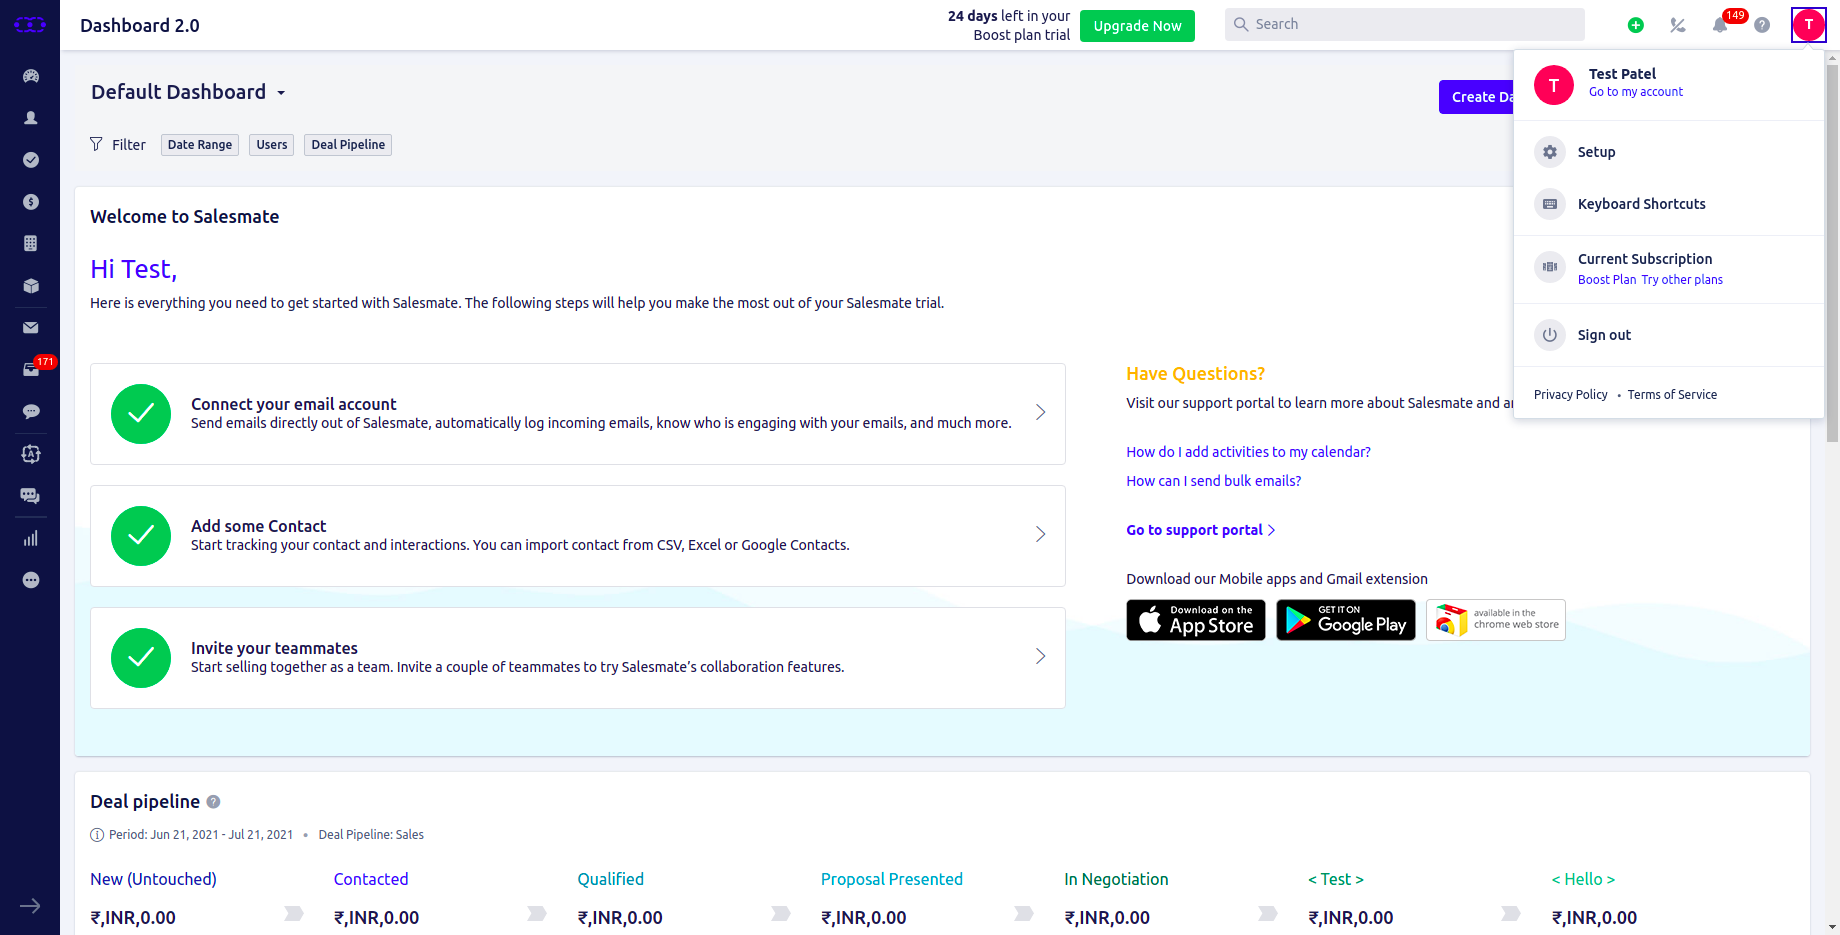 Dashboard 2.0
24 days left in your
Boost plan trial
Upgrade Now
Search
149
T
Default Dashboard
Create Da
Filter
Date Range
Users
Deal Pipeline
T
Test Patel
Go to my account
Setup
Keyboard Shortcuts
Current Subscription
Boost Plan Try other plans
Sign out
Privacy Policy • Terms of Service
171
Welcome to Salesmate
Hi Test,
Here is everything you need to get started with Salesmate. The following steps will help you make the most out of your Salesmate trial.
Connect your email account
Send emails directly out of Salesmate, automatically log incoming emails, know who is engaging with your emails, and much more.
Add some Contact
Start tracking your contact and interactions. You can import contact from CSV, Excel or Google Contacts.
Invite your teammates
Start selling together as a team. Invite a couple of teammates to try Salesmate's collaboration features.
Have Questions?
Visit our support portal to learn more about Salesmate and
How do I add activities to my calendar?
How can I send bulk emails?
Go to support portal
Download our Mobile apps and Gmail extension
Download on the
App Store
GET IT ON
Google Play
available in the
chrome web store
Deal pipeline
Period: Jun 21, 2021 - Jul 21, 2021 • Deal Pipeline: Sales
New (Untouched)
₹,INR,0.00
Contacted
₹,INR,0.00
Qualified
₹,INR,0.00
Proposal Presented
₹,INR,0.00
In Negotiation
₹,INR,0.00
< Test >
₹,INR,0.00
< Hello >
₹,INR,0.00